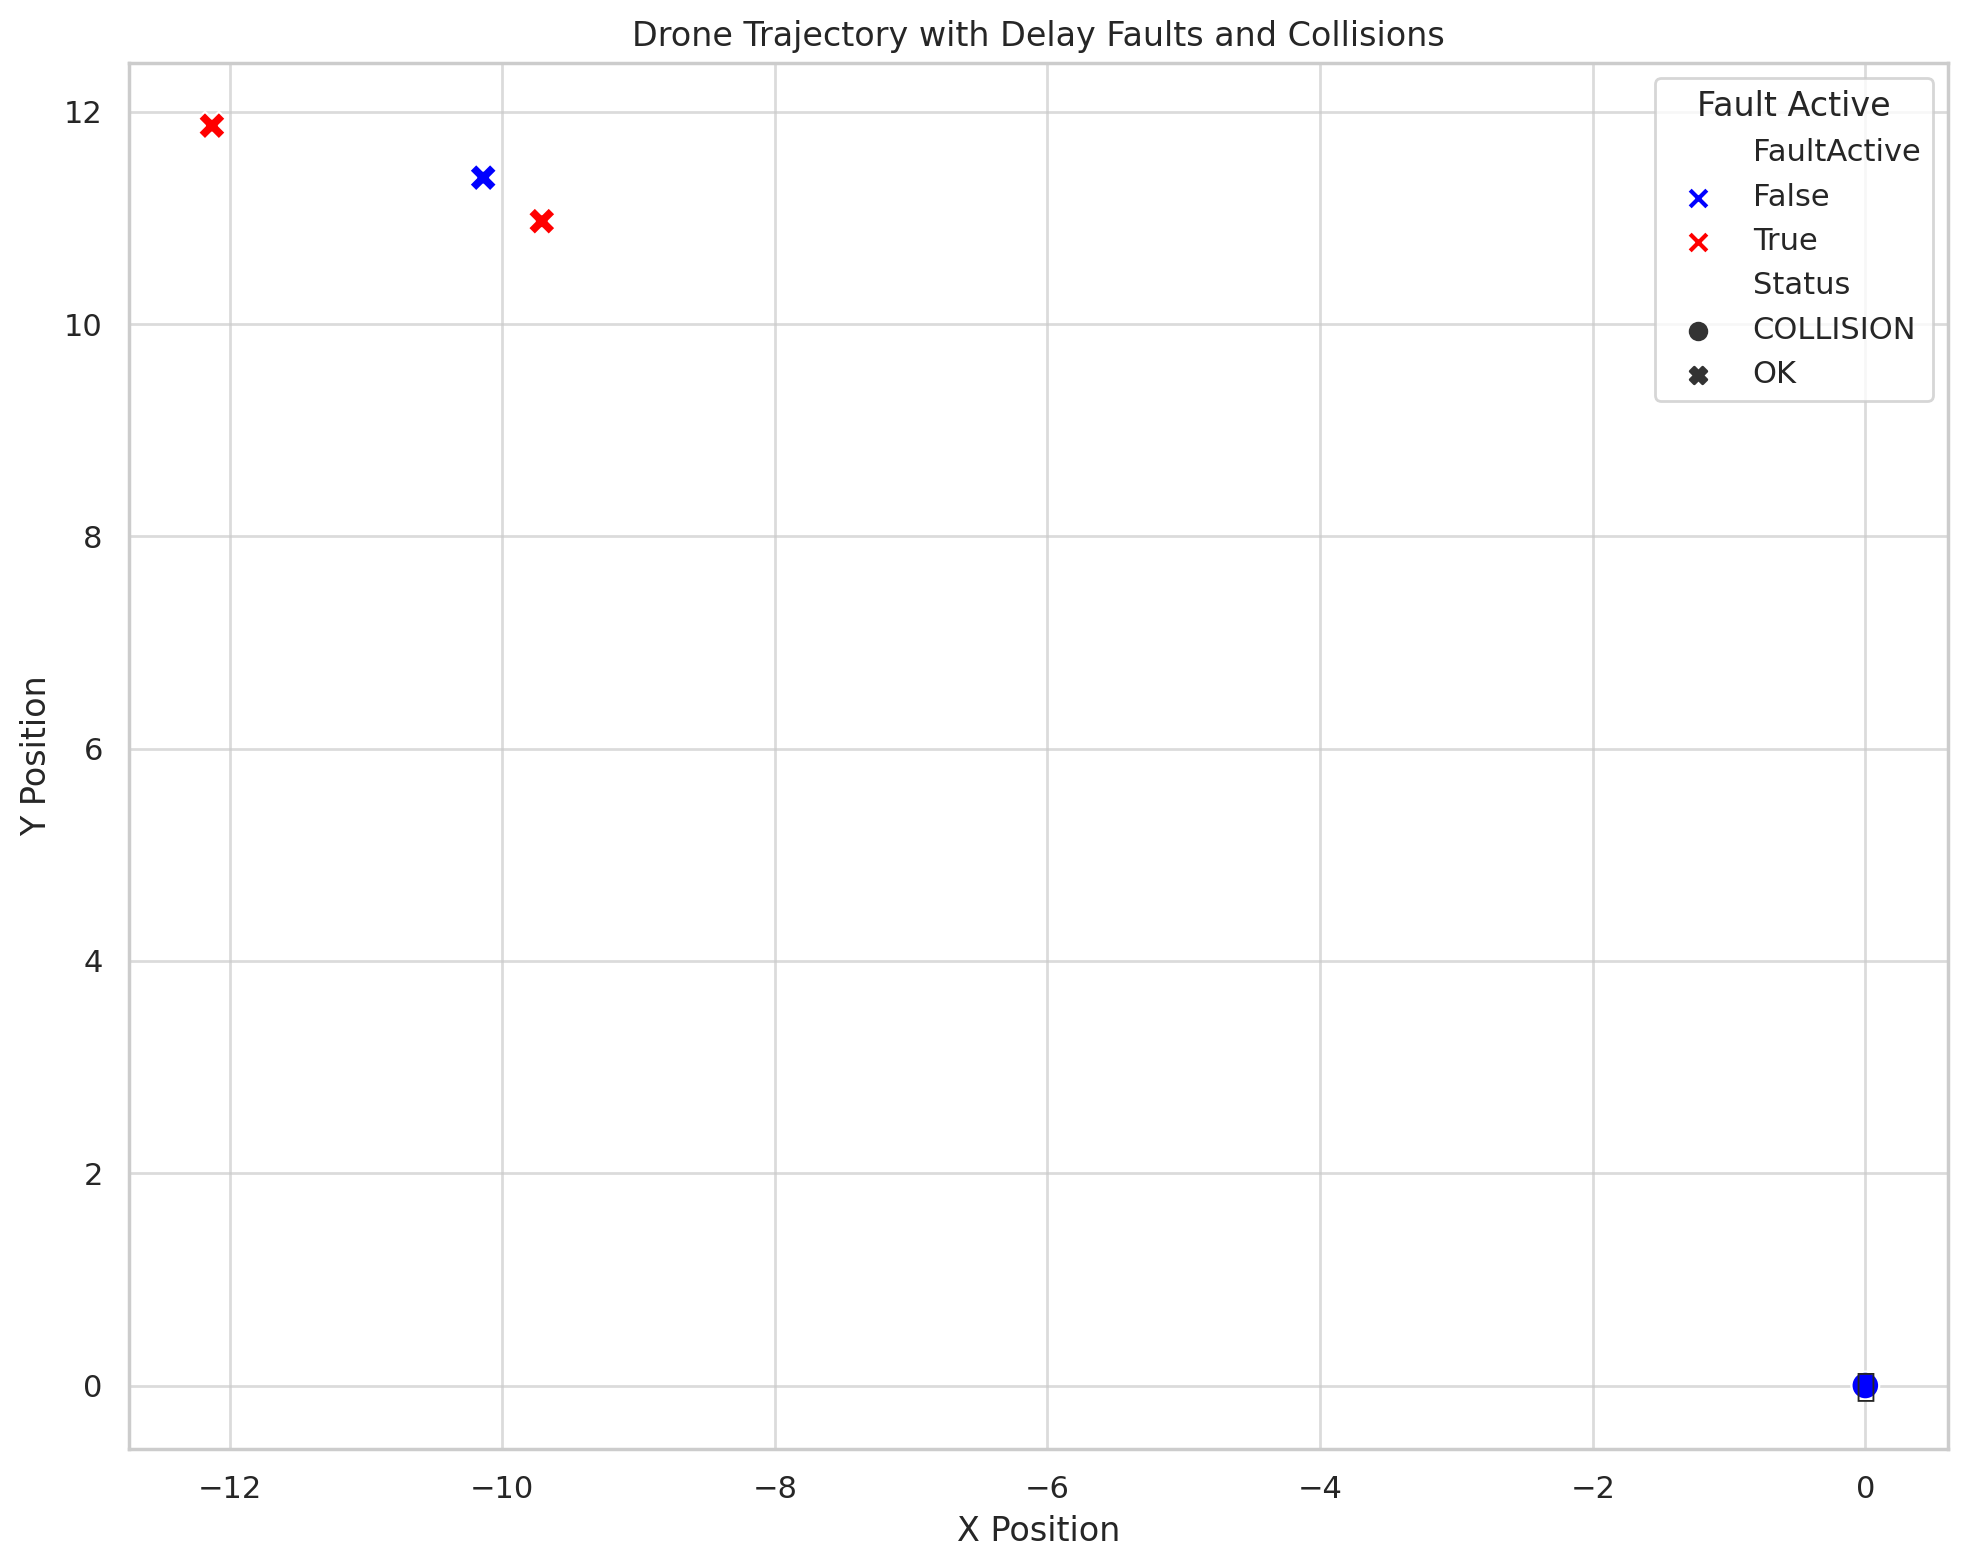 Drone Trajectory with Delay Faults and Collisions
Fault Active
FaultActive
False
True
Status
COLLISION
OK
12
10
8
6
4
2
0
Y Position
−12
−10
−8
−6
−4
−2
0
X Position